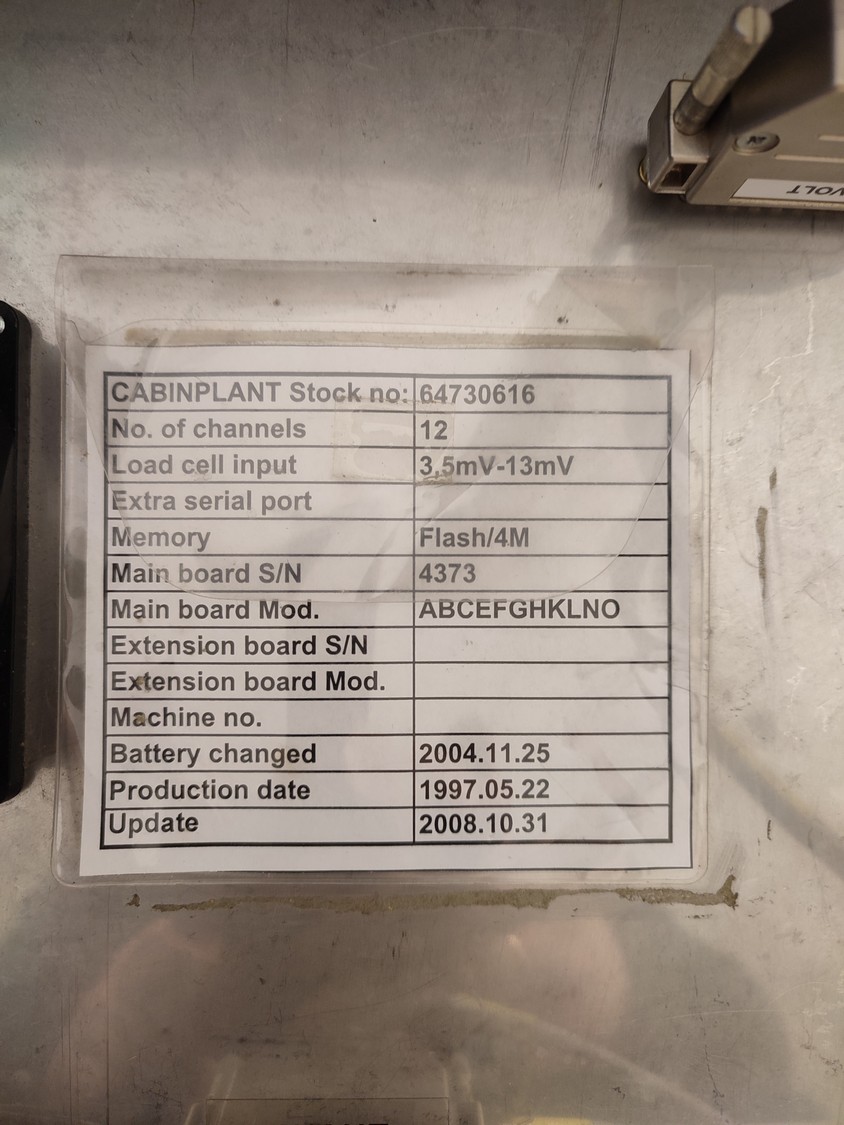 VOLT
CABINPLANT Stock no: 64730616
No. of channels 12
Load cell input 3,5mV-13mV
Extra serial port
Memory Flash/4M
Main board S/N 4373
Main board Mod. ABCEFGHKLNO
Extension board S/N
Extension board Mod.
Machine no.
Battery changed 2004.11.25
Production date 1997.05.22
Update 2008.10.31